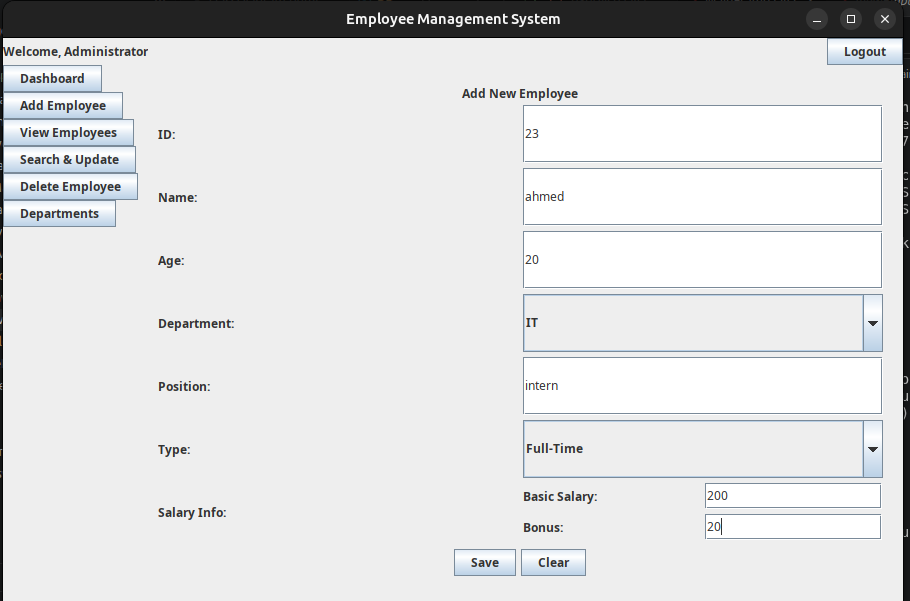 Employee Management System
Welcome, Administrator
Logout
Dashboard
Add Employee
View Employees
Search & Update
Delete Employee
Departments
Add New Employee
ID: 23
Name: ahmed
Age: 20
Department: IT
Position: intern
Type: Full-Time
Salary Info:
Basic Salary: 200
Bonus: 20
Save Clear